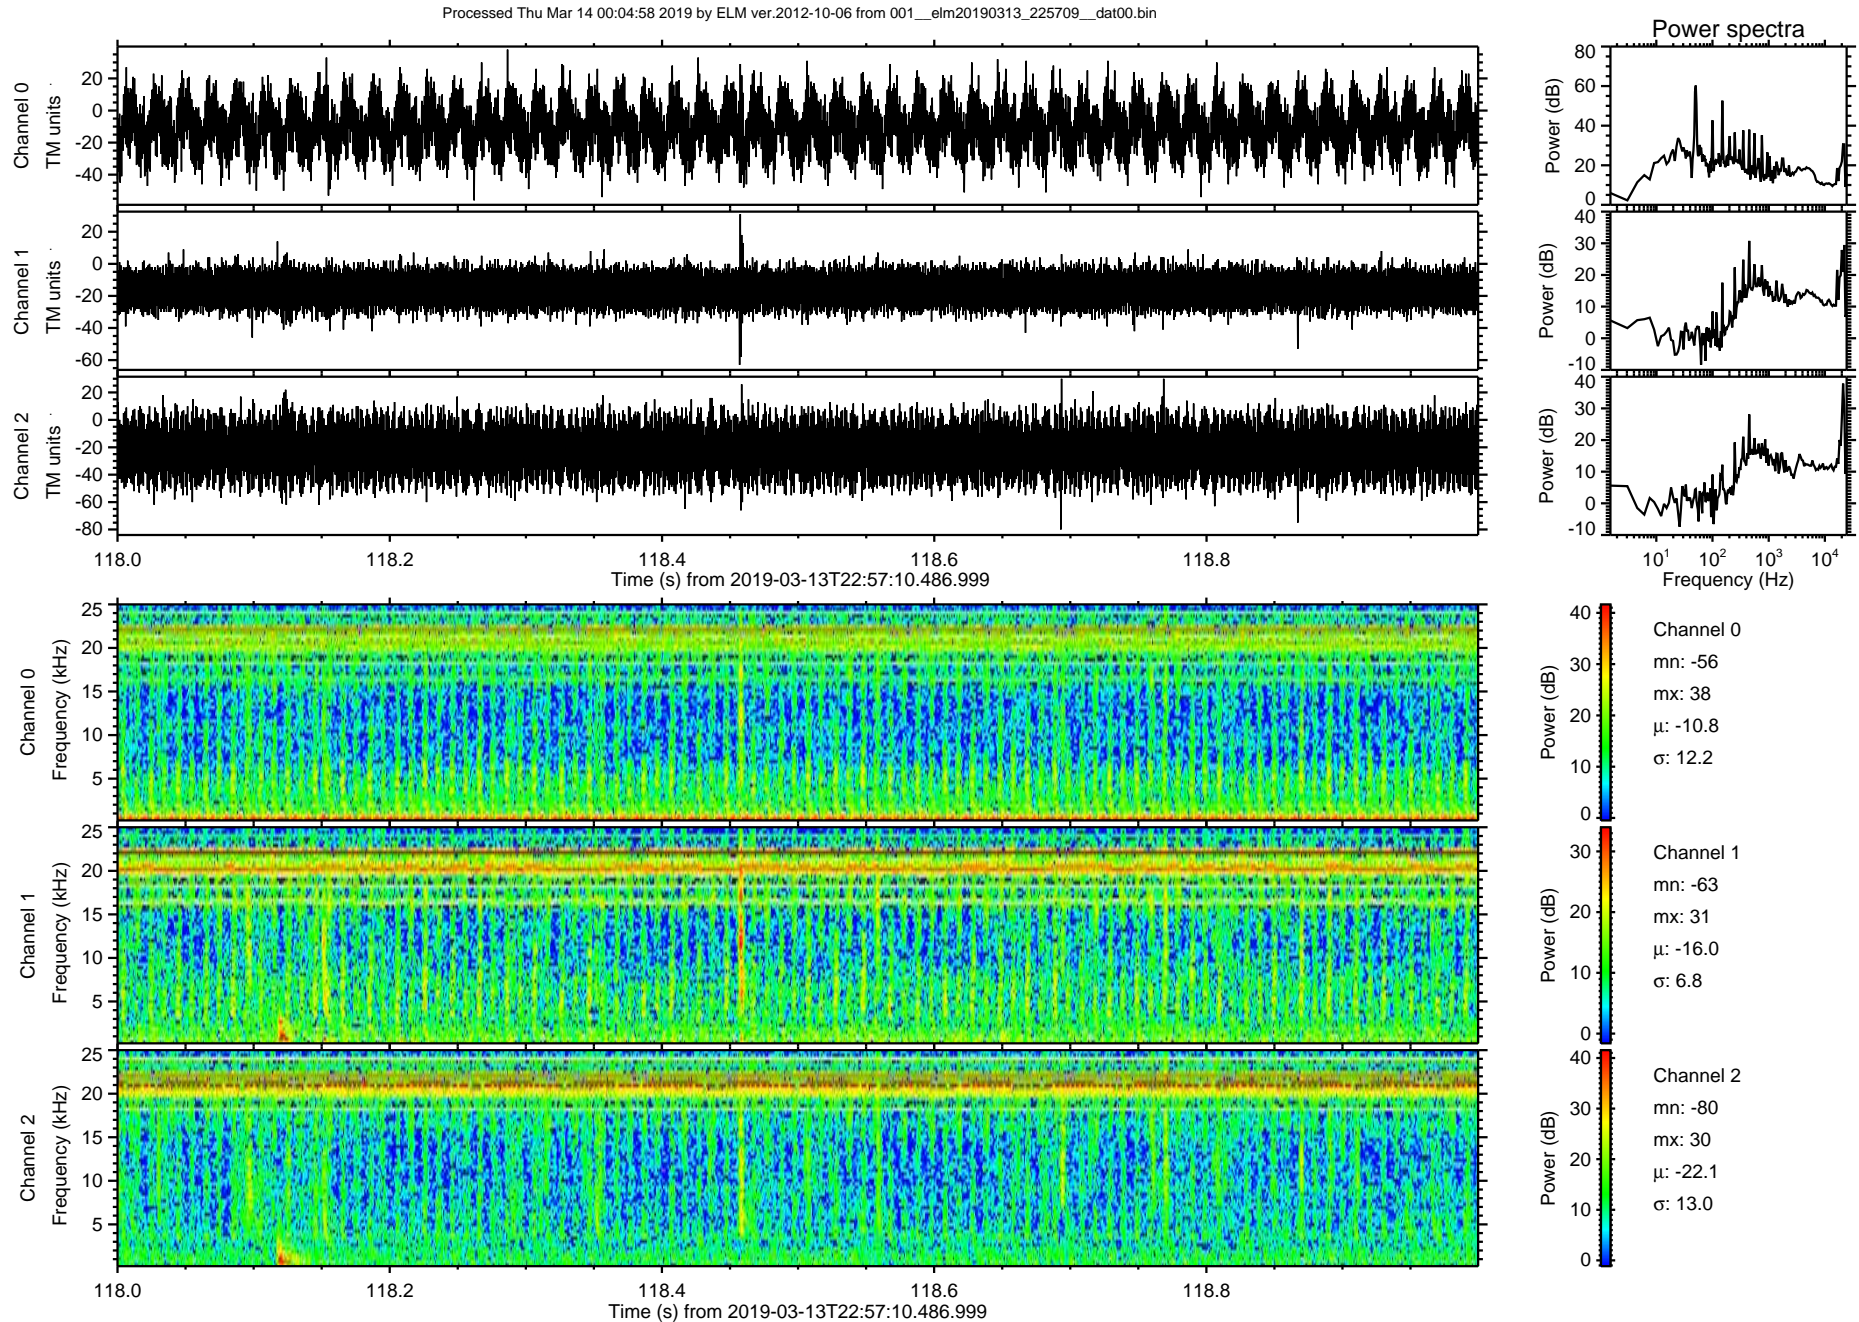 Processed Thu Mar 14 00:04:58 2019 by ELM ver.2012-10-06 from 001__elm20190313_225709__dat00.bin
Power spectra
Channel 0
TM units
20
0
-20
-40
Power (dB)
80
60
40
20
0
Channel 1
TM units
20
0
-20
-40
-60
Power (dB)
40
30
20
10
0
-10
Channel 2
TM units
20
0
-20
-40
-60
-80
Power (dB)
40
30
20
10
0
-10
118.0 118.2 118.4 118.6 118.8
Time (s) from 2019-03-13T22:57:10.486.999
10^1 10^2 10^3 10^4
Frequency (Hz)
Channel 0
Frequency (kHz)
25
20
15
10
5
Power (dB)
40
30
20
10
0
Channel 0
mn: -56
mx: 38
μ: -10.8
σ: 12.2
Channel 1
Frequency (kHz)
25
20
15
10
5
Power (dB)
30
20
10
0
Channel 1
mn: -63
mx: 31
μ: -16.0
σ: 6.8
Channel 2
Frequency (kHz)
25
20
15
10
5
Power (dB)
40
30
20
10
0
Channel 2
mn: -80
mx: 30
μ: -22.1
σ: 13.0
118.0 118.2 118.4 118.6 118.8
Time (s) from 2019-03-13T22:57:10.486.999